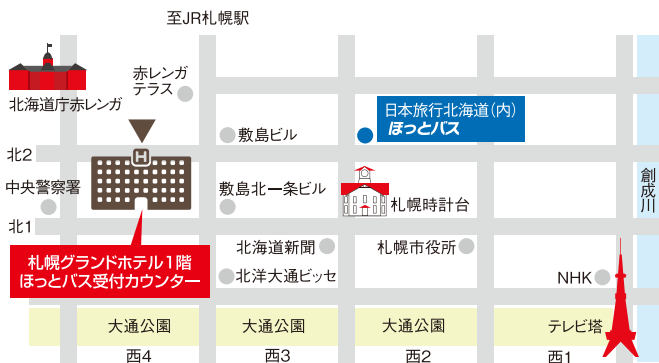 至JR札幌駅
赤レンガ
テラス
北海道庁赤レンガ
日本旅行北海道(内)
ほっとバス
敷島ビル
北2
H
中央警察署
敷島北一条ビル
札幌時計台
創成川
北1
札幌グランドホテル1階
ほっとバス受付カウンター
北海道新聞
札幌市役所
北洋大通ビッセ
NHK
大通公園
大通公園
大通公園
テレビ塔
西4
西3
西2
西1